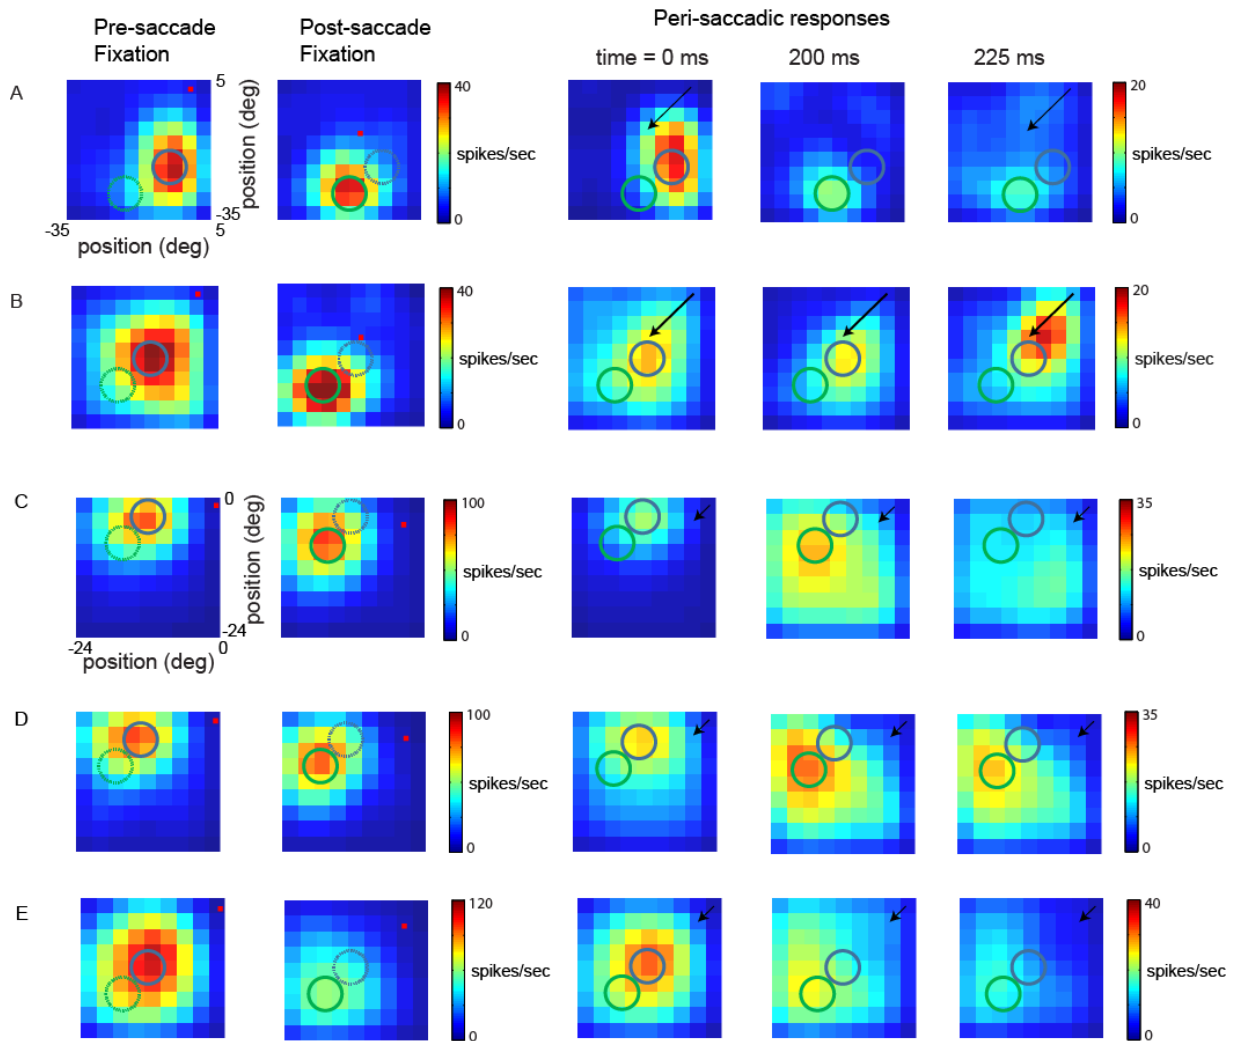 Pre-saccade
Fixation
Post-saccade
Fixation
Peri-saccadic responses
time = 0 ms
200 ms
225 ms
A
5
-35
5
-35
position (deg)
position (deg)
40
spikes/sec
0
20
spikes/sec
0
B
40
spikes/sec
0
20
spikes/sec
0
C
0
-24
0
-24
position (deg)
position (deg)
100
spikes/sec
0
35
spikes/sec
0
D
100
spikes/sec
0
35
spikes/sec
0
E
120
spikes/sec
0
40
spikes/sec
0